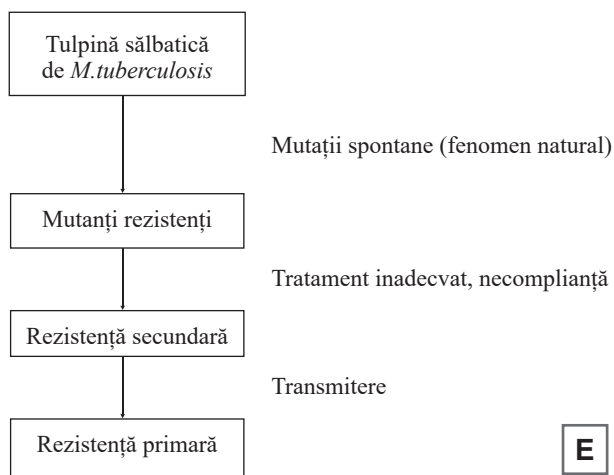 Tulpină sălbatică
de M.tuberculosis
Mutații spontane (fenomen natural)
Mutanți rezistenți
Tratament inadecvat, necomplianță
Rezistență secundară
Transmitere
Rezistență primară
E